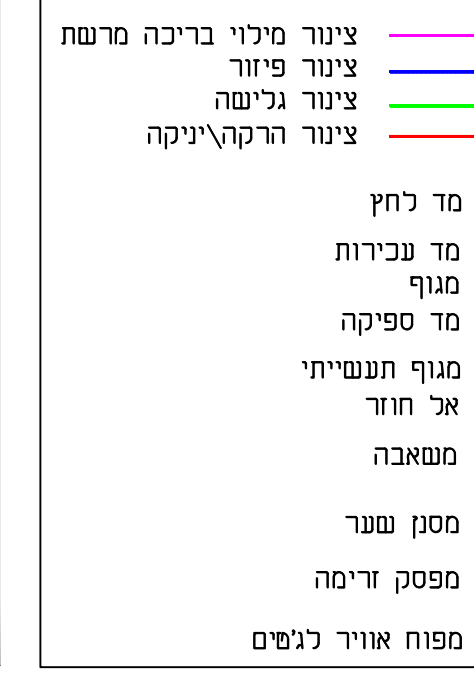 צינור מילוי בריכה מרשת
צינור פיזור
צינור גלישה
צינור הרקה\יניקה
מד לחץ
מד עכירות
מגוף
מד ספיקה
מגוף תעשייתי
אל חוזר
משאבה
מסנן שער
מפסק זרימה
מפוח אוויר לג'טים